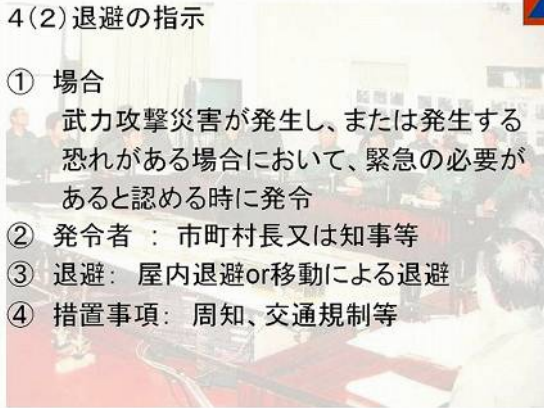 4(2)退避の指示
① 場合
武力攻撃災害が発生し、または発生する
恐れがある場合において、緊急の必要が
あると認める時に発令
② 発令者 : 市町村長又は知事等
③ 退避: 屋内退避or移動による退避
④ 措置事項: 周知、交通規制等